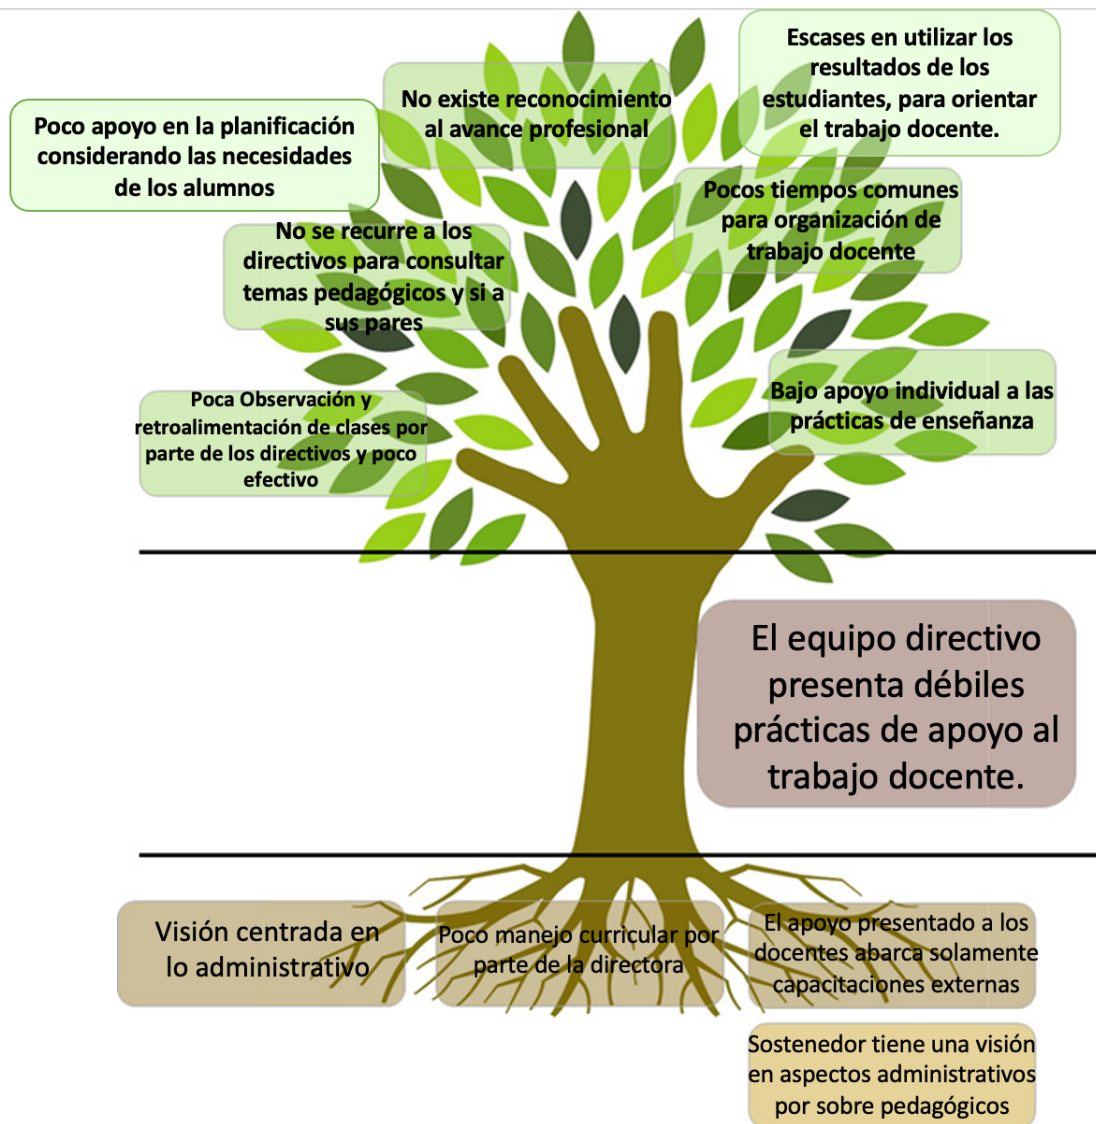 Escases en utilizar los
resultados de los
estudiantes, para orientar
el trabajo docente.
No existe reconocimiento
al avance profesional
Poco apoyo en la planificación
considerando las necesidades
de los alumnos
Pocos tiempos comunes
para organización de
trabajo docente
No se recurre a los
directivos para consultar
temas pedagógicos y si a
sus pares
Bajo apoyo individual a las
prácticas de enseñanza
Poca Observación y
retroalimentación de clases por
parte de los directivos y poco
efectivo
El equipo directivo
presenta débiles
prácticas de apoyo al
trabajo docente.
Visión centrada en
lo administrativo
Poco manejo curricular por
parte de la directora
El apoyo presentado a los
docentes abarca solamente
capacitaciones externas
Sostenedor tiene una visión
en aspectos administrativos
por sobre pedagógicos